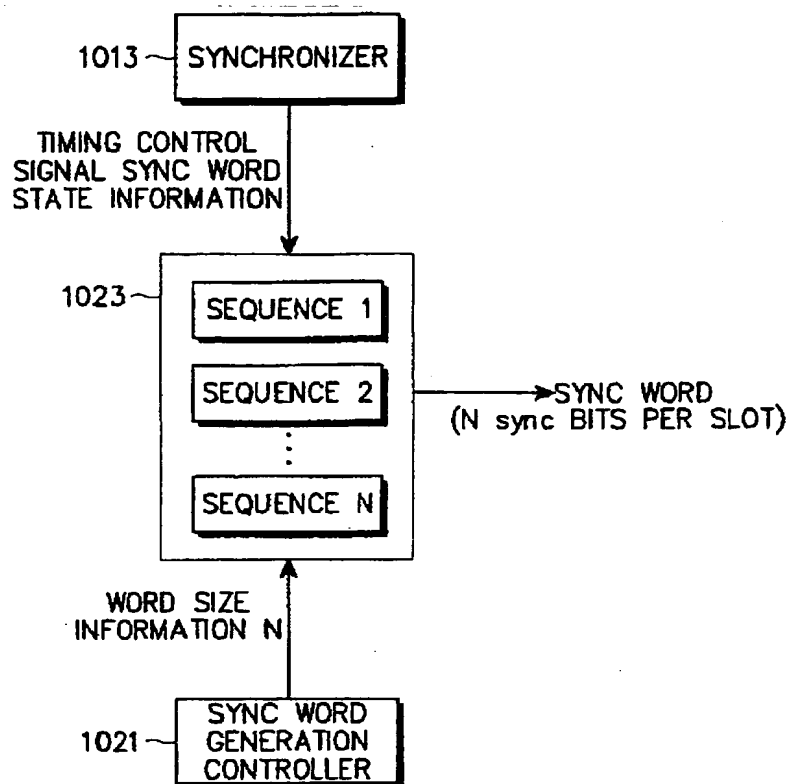 1013 SYNCHRONIZER
TIMING CONTROL
SIGNAL SYNC WORD
STATE INFORMATION
1023
SEQUENCE 1
SEQUENCE 2
SEQUENCE N
SYNC WORD
(N sync BITS PER SLOT)
WORD SIZE
INFORMATION N
1021
SYNC WORD
GENERATION
CONTROLLER